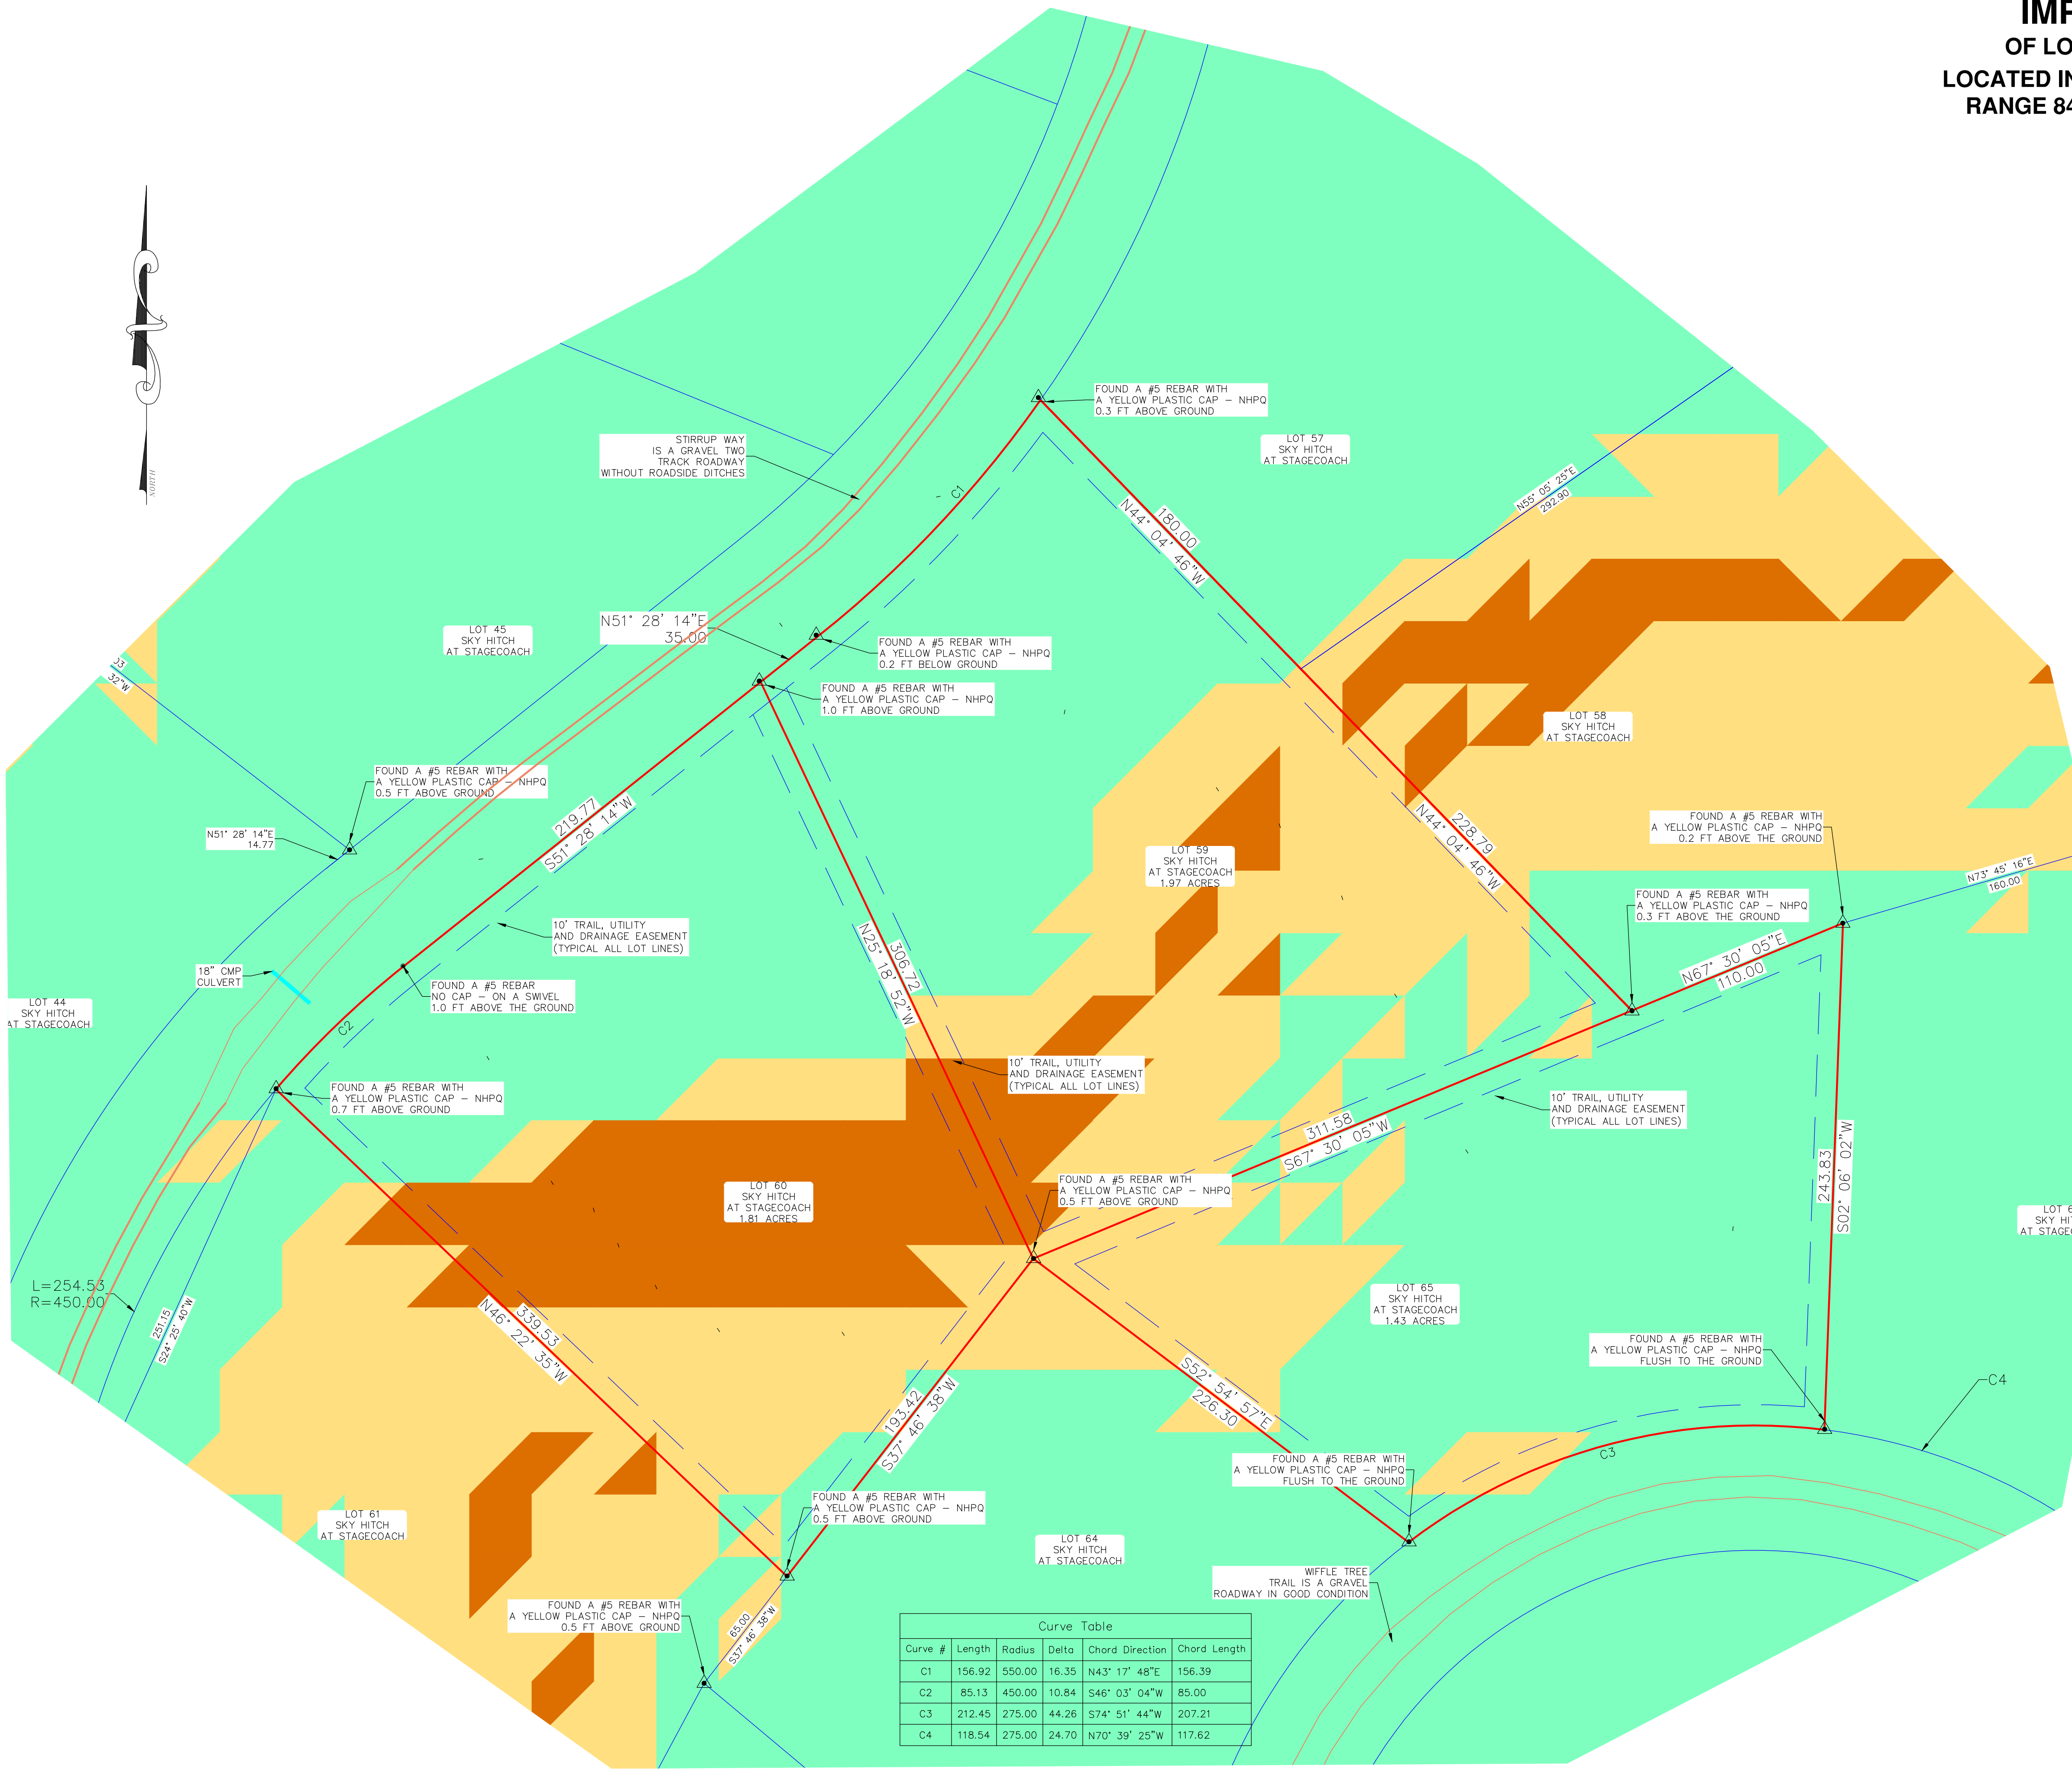 IMP
OF LO
LOCATED IN
RANGE 84
NORTH
FOUND A #5 REBAR WITH
A YELLOW PLASTIC CAP – NHPQ
0.3 FT ABOVE GROUND
STIRRUP WAY
IS A GRAVEL TWO
TRACK ROADWAY
WITHOUT ROADSIDE DITCHES
LOT 57
SKY HITCH
AT STAGECOACH
C1
N55° 05' 25"E
292.90
180.00
N44° 04' 46"W
N51° 28' 14"E
35.00
LOT 45
SKY HITCH
AT STAGECOACH
FOUND A #5 REBAR WITH
A YELLOW PLASTIC CAP – NHPQ
0.2 FT BELOW GROUND
FOUND A #5 REBAR WITH
A YELLOW PLASTIC CAP – NHPQ
1.0 FT ABOVE GROUND
32"W
LOT 58
SKY HITCH
AT STAGECOACH
FOUND A #5 REBAR WITH
A YELLOW PLASTIC CAP – NHPQ
0.5 FT ABOVE GROUND
N51° 28' 14"E
14.77
219.77
S51° 28' 14"W
228.79
N44° 04' 46"W
FOUND A #5 REBAR WITH
A YELLOW PLASTIC CAP – NHPQ
0.2 FT ABOVE THE GROUND
LOT 59
SKY HITCH
AT STAGECOACH
1.97 ACRES
N73° 45' 16"E
160.00
FOUND A #5 REBAR WITH
A YELLOW PLASTIC CAP – NHPQ
0.3 FT ABOVE THE GROUND
10' TRAIL, UTILITY
AND DRAINAGE EASEMENT
(TYPICAL ALL LOT LINES)
306.72
N25° 18' 52"W
N67° 30' 05"E
110.00
18" CMP
CULVERT
FOUND A #5 REBAR
NO CAP – ON A SWIVEL
1.0 FT ABOVE THE GROUND
LOT 44
SKY HITCH
AT STAGECOACH
C2
10' TRAIL, UTILITY
AND DRAINAGE EASEMENT
(TYPICAL ALL LOT LINES)
FOUND A #5 REBAR WITH
A YELLOW PLASTIC CAP – NHPQ
0.7 FT ABOVE GROUND
10' TRAIL, UTILITY
AND DRAINAGE EASEMENT
(TYPICAL ALL LOT LINES)
311.58
S67° 30' 05"W
243.83
S02° 06' 02"W
LOT 60
SKY HITCH
AT STAGECOACH
1.81 ACRES
FOUND A #5 REBAR WITH
A YELLOW PLASTIC CAP – NHPQ
0.5 FT ABOVE GROUND
LOT 6
SKY HI
AT STAGE
L=254.53
R=450.00
251.15
S24° 25' 40"W
339.53
N46° 22' 35"W
LOT 65
SKY HITCH
AT STAGECOACH
1.43 ACRES
FOUND A #5 REBAR WITH
A YELLOW PLASTIC CAP – NHPQ
FLUSH TO THE GROUND
C4
193.42
S37° 46' 38"W
S52° 54' 57"E
226.30
C3
FOUND A #5 REBAR WITH
A YELLOW PLASTIC CAP – NHPQ
FLUSH TO THE GROUND
FOUND A #5 REBAR WITH
A YELLOW PLASTIC CAP – NHPQ
0.5 FT ABOVE GROUND
LOT 61
SKY HITCH
AT STAGECOACH
LOT 64
SKY HITCH
AT STAGECOACH
WIFFLE TREE
TRAIL IS A GRAVEL
ROADWAY IN GOOD CONDITION
FOUND A #5 REBAR WITH
A YELLOW PLASTIC CAP – NHPQ
0.5 FT ABOVE GROUND
65.00
S37° 46' 38"W
Curve Table
Curve # Length Radius Delta Chord Direction Chord Length
C1 156.92 550.00 16.35 N43° 17' 48"E 156.39
C2 85.13 450.00 10.84 S46° 03' 04"W 85.00
C3 212.45 275.00 44.26 S74° 51' 44"W 207.21
C4 118.54 275.00 24.70 N70° 39' 25"W 117.62